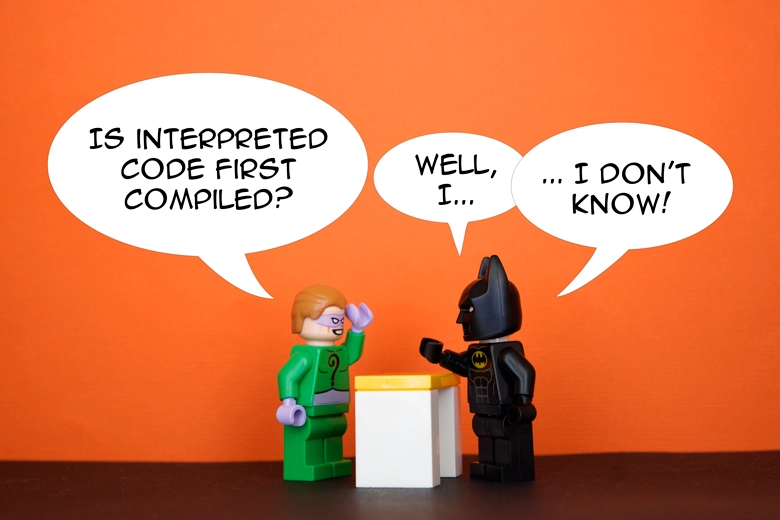 IS INTERPRETED
CODE FIRST
COMPILED?
WELL,
I...
... I DON'T
KNOW!